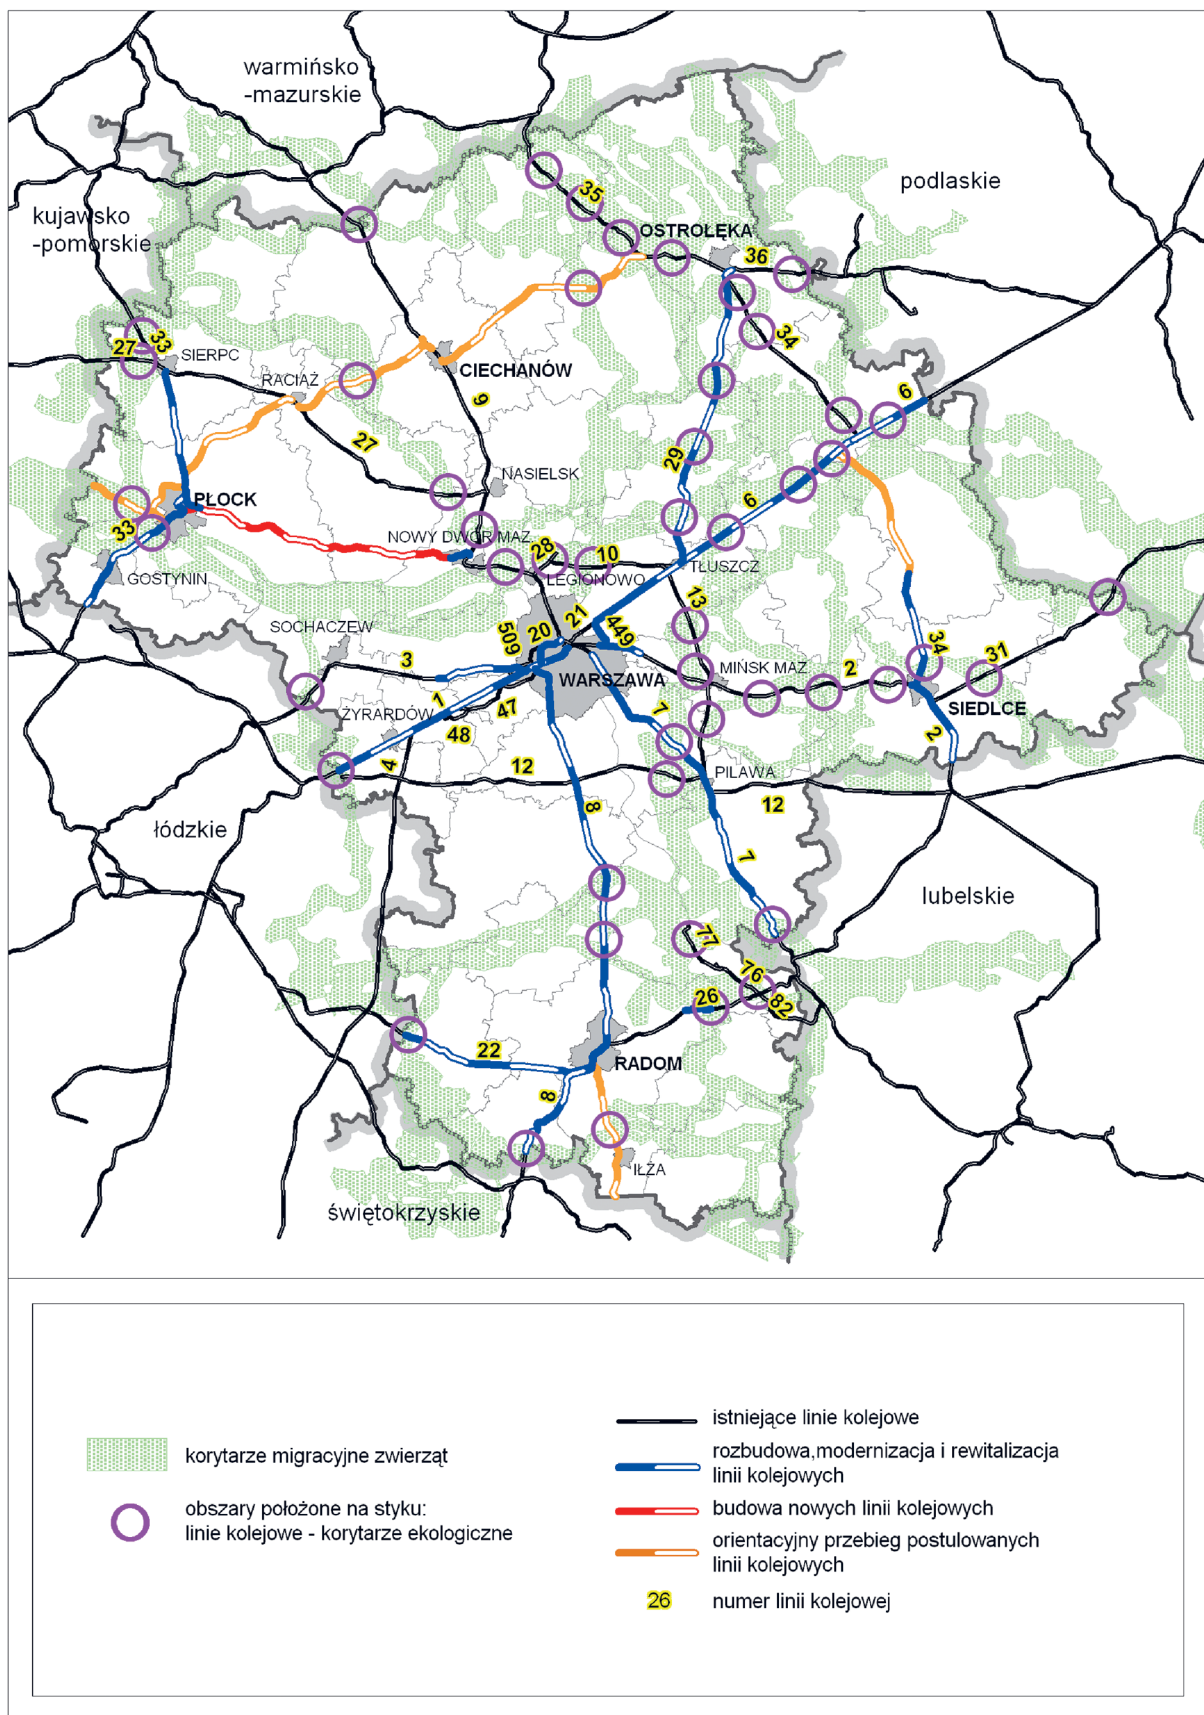 warmińsko
-mazurskie
podlaskie
kujawsko
-pomorskie
35
OSTROŁĘKA
36
33
27
SIERPC
34
RACIĄŻ
CIECHANÓW
9
6
27
29
NASIELSK
6
PŁOCK
33
NOWY DWÓR MAZ.
28
10
LEGIONOWO
TŁUSZCZ
GOSTYNIN
13
SOCHACZEW
509
20
21
449
3
WARSZAWA
MIŃSK MAZ
2
34
31
SIEDLCE
1
47
ŻYRARDÓW
48
7
2
4
12
PILAWA
12
8
łódzkie
7
lubelskie
77
76
26
82
22
RADOM
8
IŁŻA
świętokrzyskie
korytarze migracyjne zwierząt
obszary położone na styku:
linie kolejowe - korytarze ekologiczne
istniejące linie kolejowe
rozbudowa,modernizacja i rewitalizacja
linii kolejowych
budowa nowych linii kolejowych
orientacyjny przebieg postulowanych
linii kolejowych
26
numer linii kolejowej